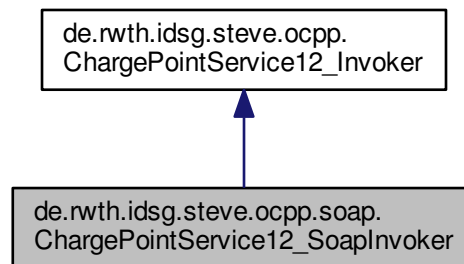 de.rwth.idsg.steve.ocpp.
ChargePointService12_Invoker
de.rwth.idsg.steve.ocpp.soap.
ChargePointService12_SoapInvoker